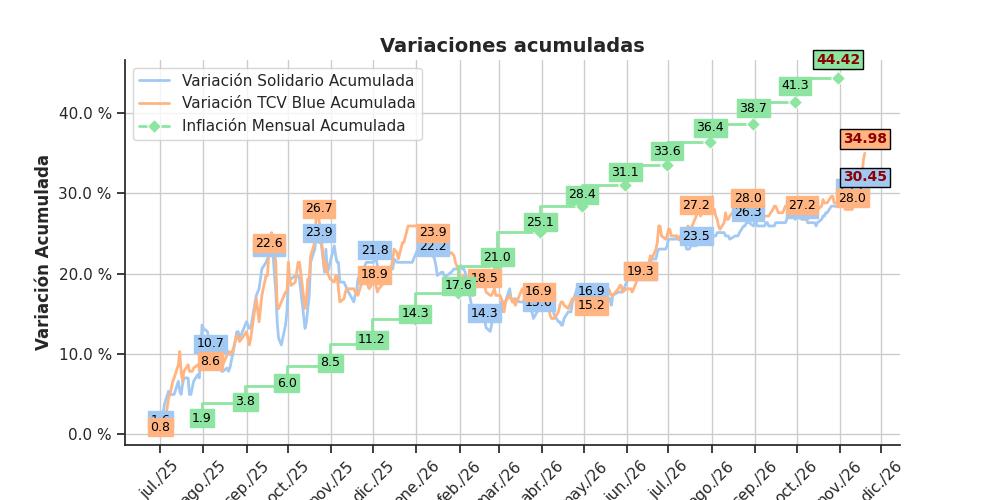 Variaciones acumuladas
Variación Solidario Acumulada
Variación TCV Blue Acumulada
Inflación Mensual Acumulada
Variación Acumulada
40.0 %
30.0 %
20.0 %
10.0 %
0.0 %
0.8
10.7
8.6
22.6
26.7
23.9
21.8
18.9
23.9
22.2
18.5
14.3
16.9
16.9
15.2
19.3
27.2
23.5
28.0
26.3
27.2
28.0
34.98
30.45
1.9
3.8
6.0
8.5
11.2
14.3
17.6
21.0
25.1
28.4
31.1
33.6
36.4
38.7
41.3
44.42
jul./25
ago./25
sep./25
oct./25
nov./25
dic./25
ene./26
feb./26
mar./26
abr./26
may./26
jun./26
jul./26
ago./26
sep./26
oct./26
nov./26
dic./26